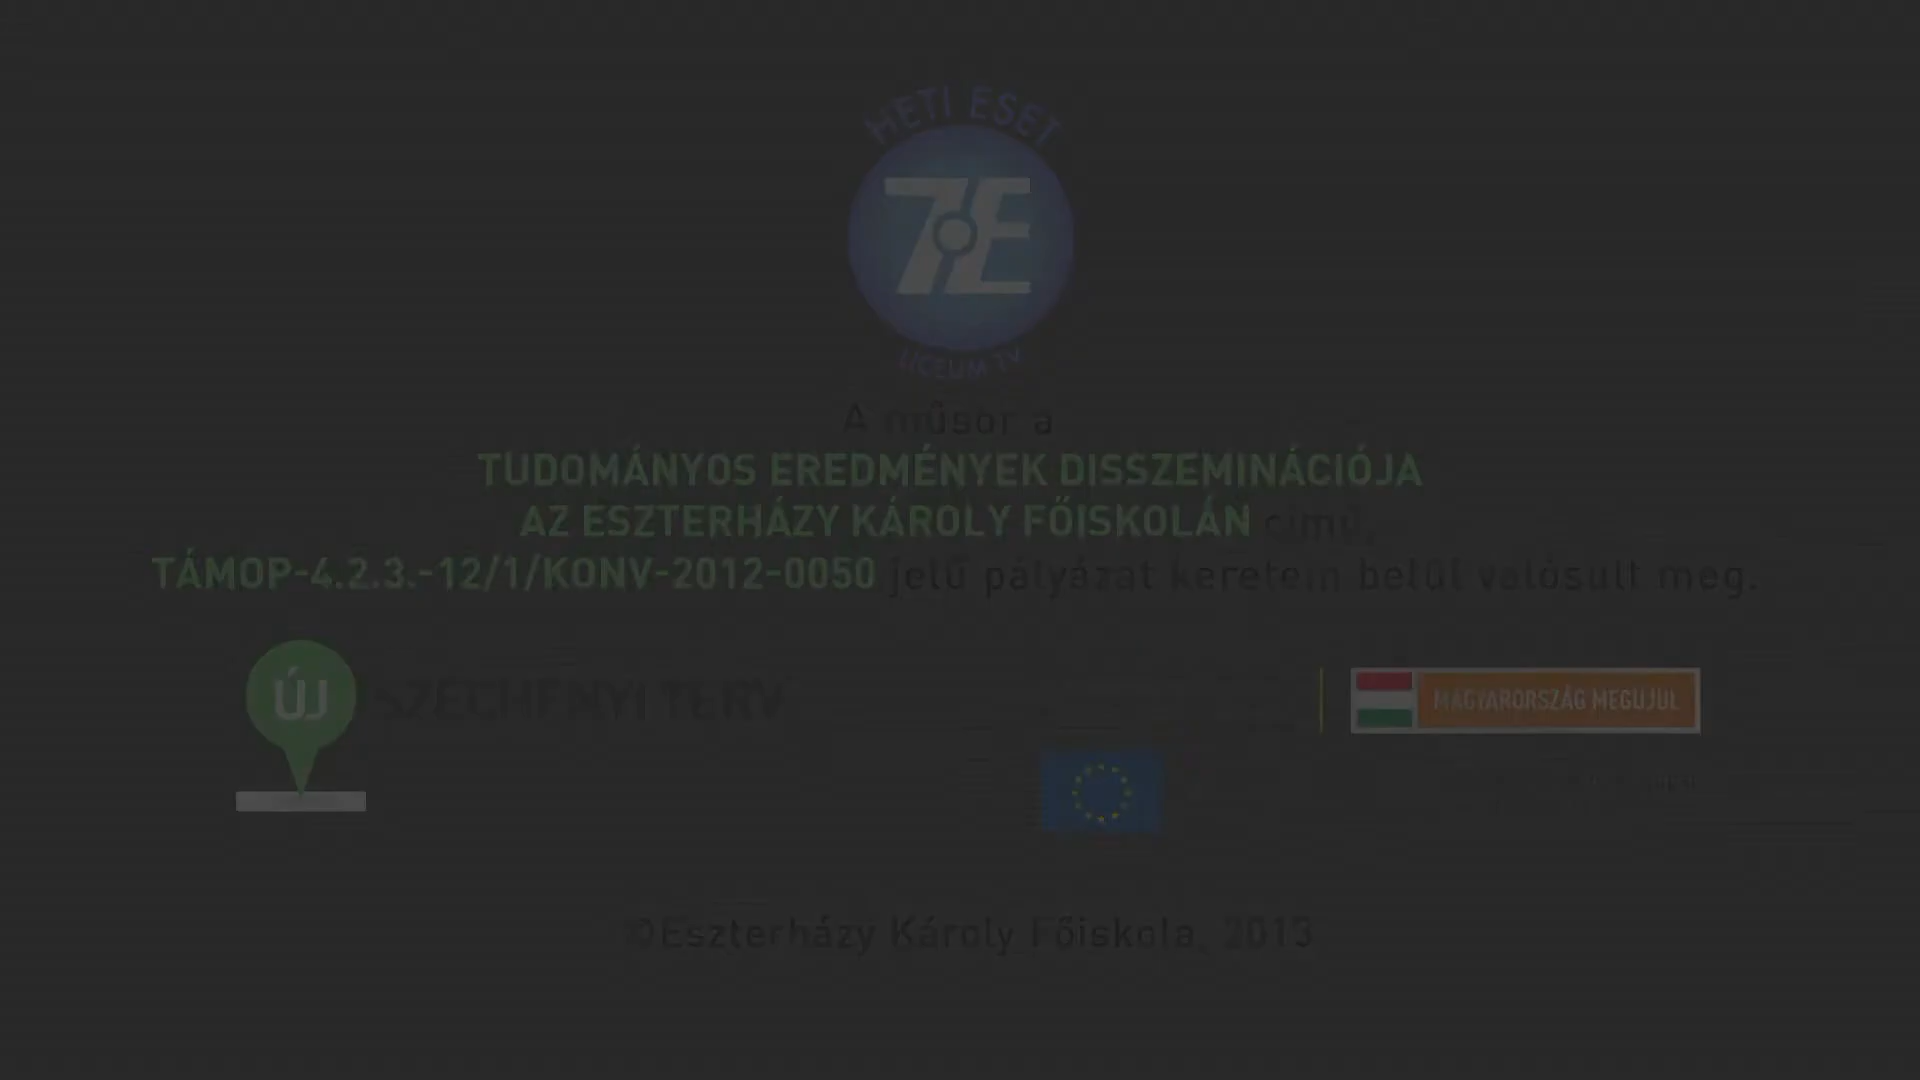 HETI ESET
7E
LÍCEUM TV
A műsor a
TUDOMÁNYOS EREDMÉNYEK DISSZEMINÁCIÓJA
AZ ESZTERHÁZY KÁROLY FŐISKOLÁN című,
TÁMOP-4.2.3.-12/1/KONV-2012-0050 jelű pályázat keretein belül valósult meg.
ÚJ SZÉCHENYI TERV
MAGYARORSZÁG MEGÚJUL
©Eszterházy Károly Főiskola, 2013